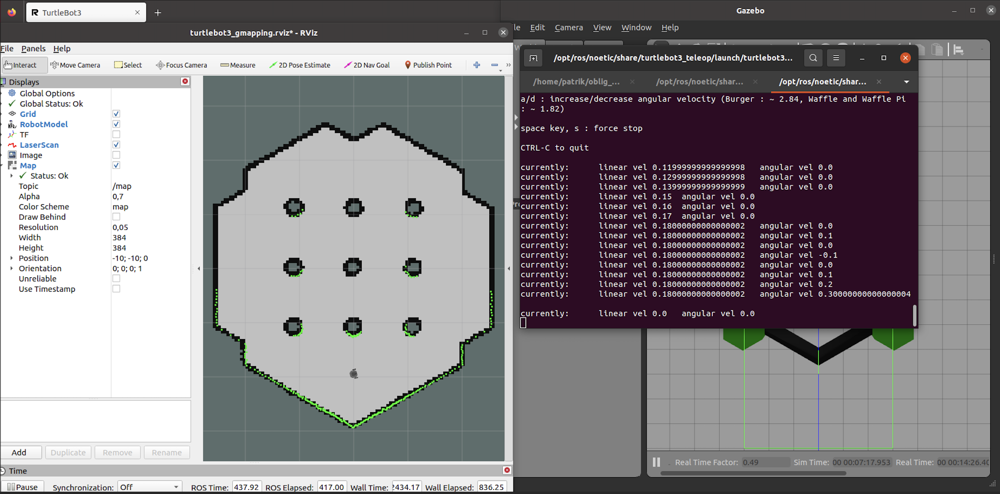 TurtleBot3
turtlebot3_gmapping.rviz* - RViz
File Panels Help
Interact Move Camera Select Focus Camera Measure 2D Pose Estimate 2D Nav Goal Publish Point
Displays
Global Options
Global Status: Ok
Grid
RobotModel
TF
LaserScan
Image
Map
Status: Ok
Topic /map
Alpha 0,7
Color Scheme map
Draw Behind
Resolution 0,05
Width 384
Height 384
Position -10; -10; 0
Orientation 0; 0; 0; 1
Unreliable
Use Timestamp
Add Duplicate Remove Rename
Time
Pause Synchronization: Off ROS Time: 437.92 ROS Elapsed: 417.00 Wall Time: 2434.17 Wall Elapsed: 836.25
Gazebo
le Edit Camera View Window Help
/opt/ros/noetic/share/turtlebot3_teleop/launch/turtlebot3...
/home/patrik/oblig_... /opt/ros/noetic/shar... /opt/ros/noetic/shar...
a/d : increase/decrease angular velocity (Burger : ~ 2.84, Waffle and Waffle Pi
: ~ 1.82)
space key, s : force stop
CTRL-C to quit
currently: linear vel 0.11999999999999998 angular vel 0.0
currently: linear vel 0.12999999999999998 angular vel 0.0
currently: linear vel 0.13999999999999999 angular vel 0.0
currently: linear vel 0.15 angular vel 0.0
currently: linear vel 0.16 angular vel 0.0
currently: linear vel 0.17 angular vel 0.0
currently: linear vel 0.18000000000000002 angular vel 0.0
currently: linear vel 0.18000000000000002 angular vel 0.1
currently: linear vel 0.18000000000000002 angular vel 0.0
currently: linear vel 0.18000000000000002 angular vel -0.1
currently: linear vel 0.18000000000000002 angular vel 0.0
currently: linear vel 0.18000000000000002 angular vel 0.1
currently: linear vel 0.18000000000000002 angular vel 0.2
currently: linear vel 0.18000000000000002 angular vel 0.30000000000000004
currently: linear vel 0.0 angular vel 0.0
Real Time Factor: 0.49 Sim Time: 00 00:07:17.953 Real Time: 00 00:14:26.40